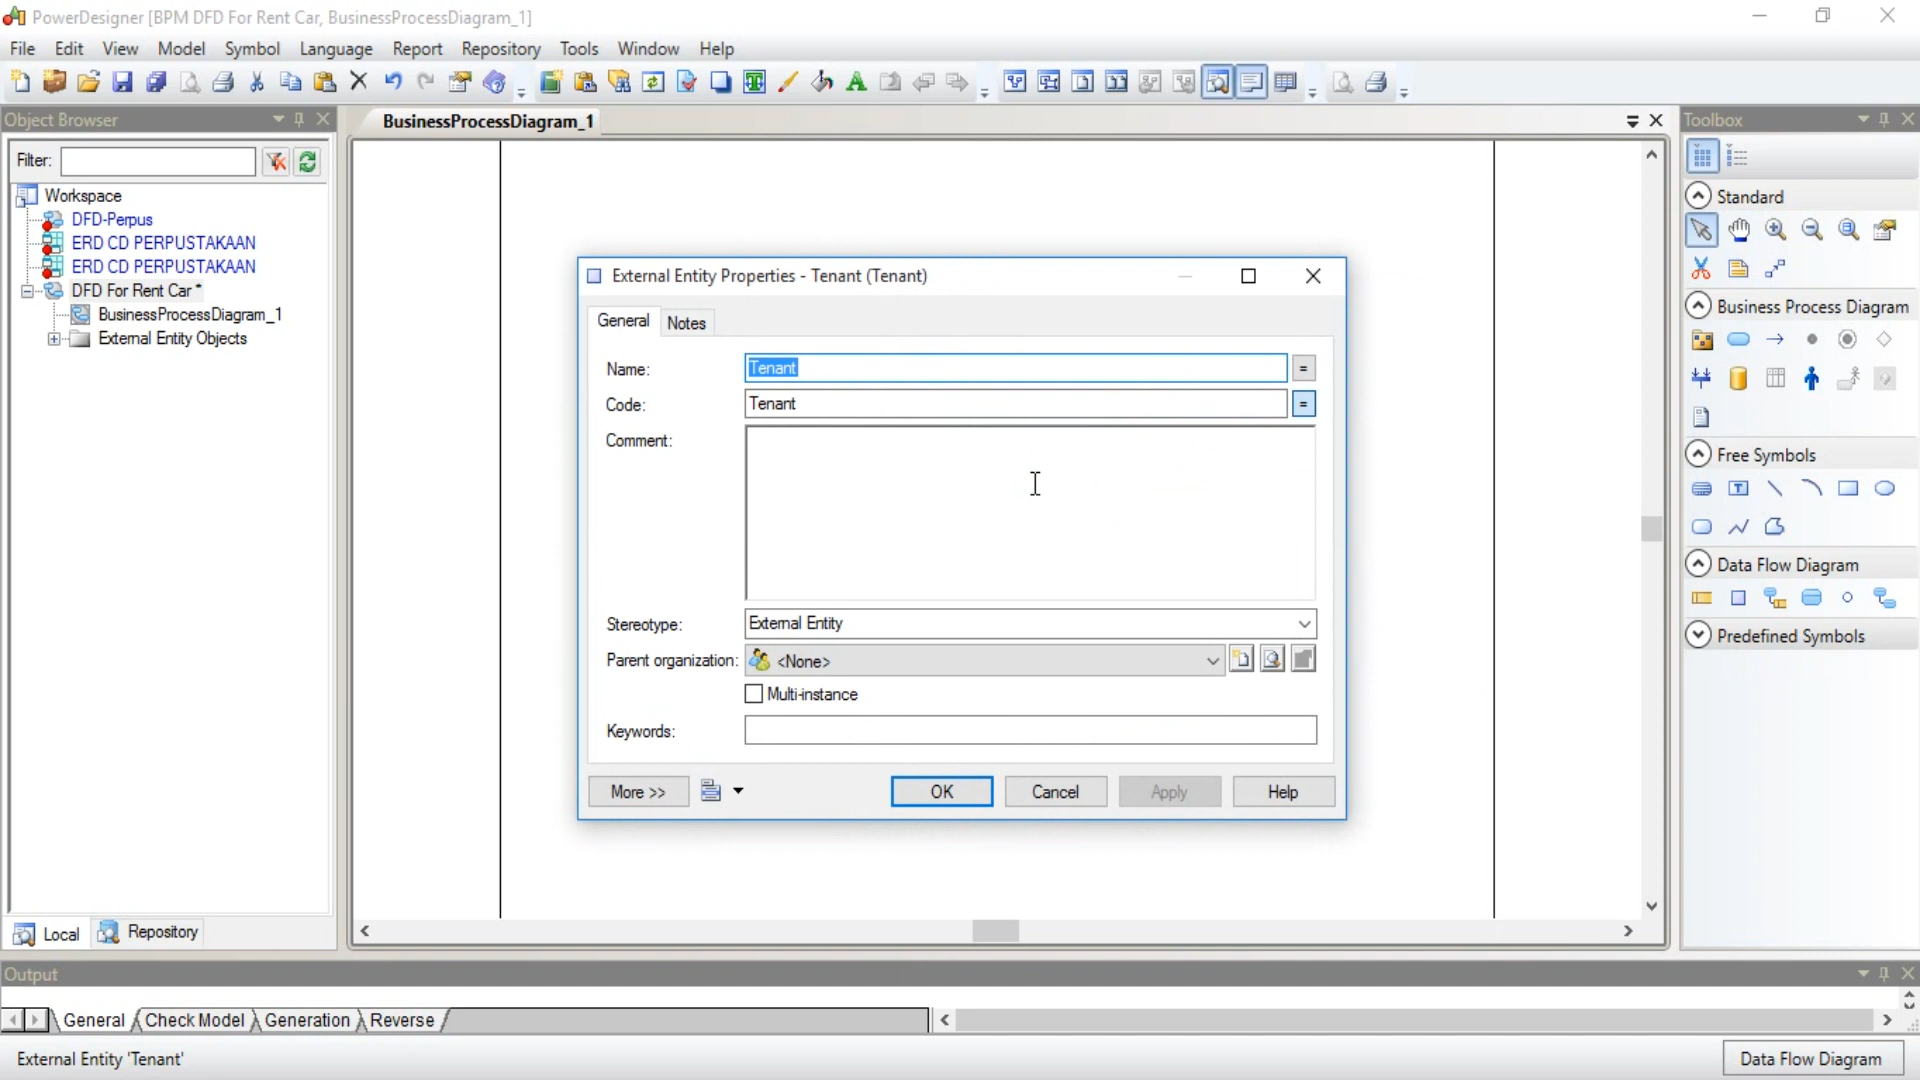 PowerDesigner [BPM DFD For Rent Car, BusinessProcessDiagram_1]
File Edit View Model Symbol Language Report Repository Tools Window Help
Object Browser
BusinessProcessDiagram_1
Toolbox
Filter:
Workspace
DFD-Perpus
ERD CD PERPUSTAKAAN
ERD CD PERPUSTAKAAN
DFD For Rent Car *
BusinessProcessDiagram_1
External Entity Objects
Local
Repository
External Entity Properties - Tenant (Tenant)
General
Notes
Name: Tenant =
Code: Tenant =
Comment:
Stereotype: External Entity
Parent organization: <None>
Multi-instance
Keywords:
More >>
OK
Cancel
Apply
Help
Standard
Business Process Diagram
Free Symbols
Data Flow Diagram
Predefined Symbols
Output
General Check Model Generation Reverse
External Entity 'Tenant'
Data Flow Diagram